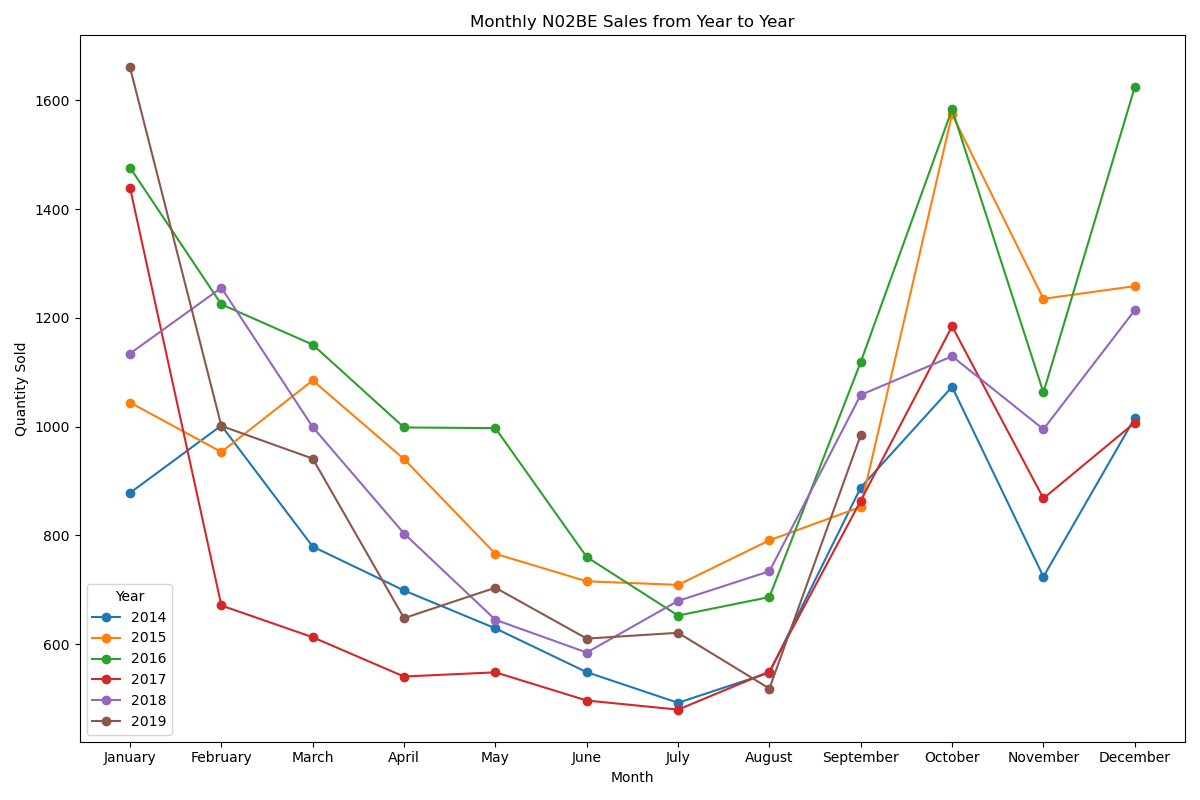 Monthly N02BE Sales from Year to Year
1600
1400
1200
1000
800
600
Quantity Sold
Year
2014
2015
2016
2017
2018
2019
January February March April May June July August September October November December
Month